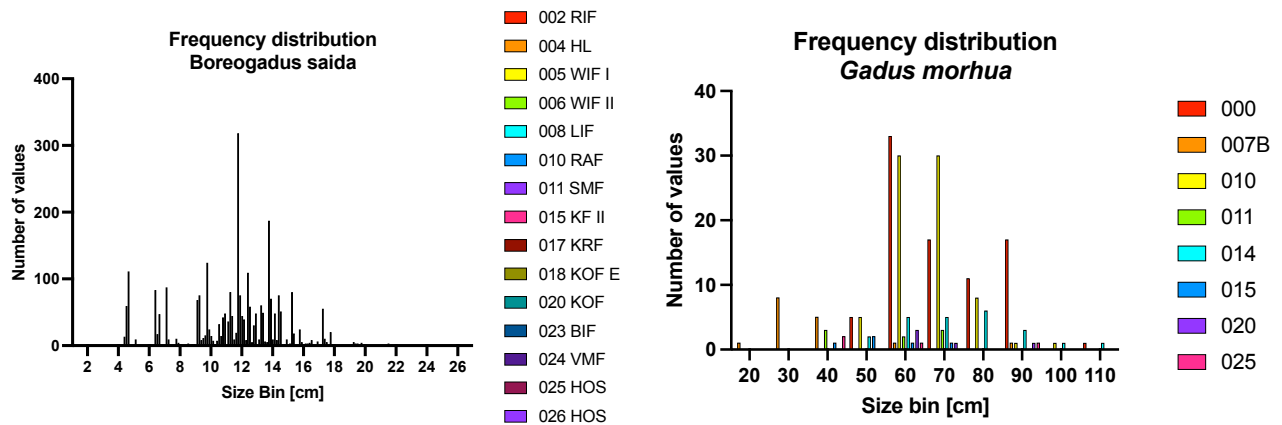 Frequency distribution
Boreogadus saida
400
300
200
100
0
Number of values
2 4 6 8 10 12 14 16 18 20 22 24 26
Size Bin [cm]
002 RIF
004 HL
005 WIF I
006 WIF II
008 LIF
010 RAF
011 SMF
015 KF II
017 KRF
018 KOF E
020 KOF
023 BIF
024 VMF
025 HOS
026 HOS
Frequency distribution
Gadus morhua
40
30
20
10
0
Number of values
20 30 40 50 60 70 80 90 100 110
Size bin [cm]
000
007B
010
011
014
015
020
025